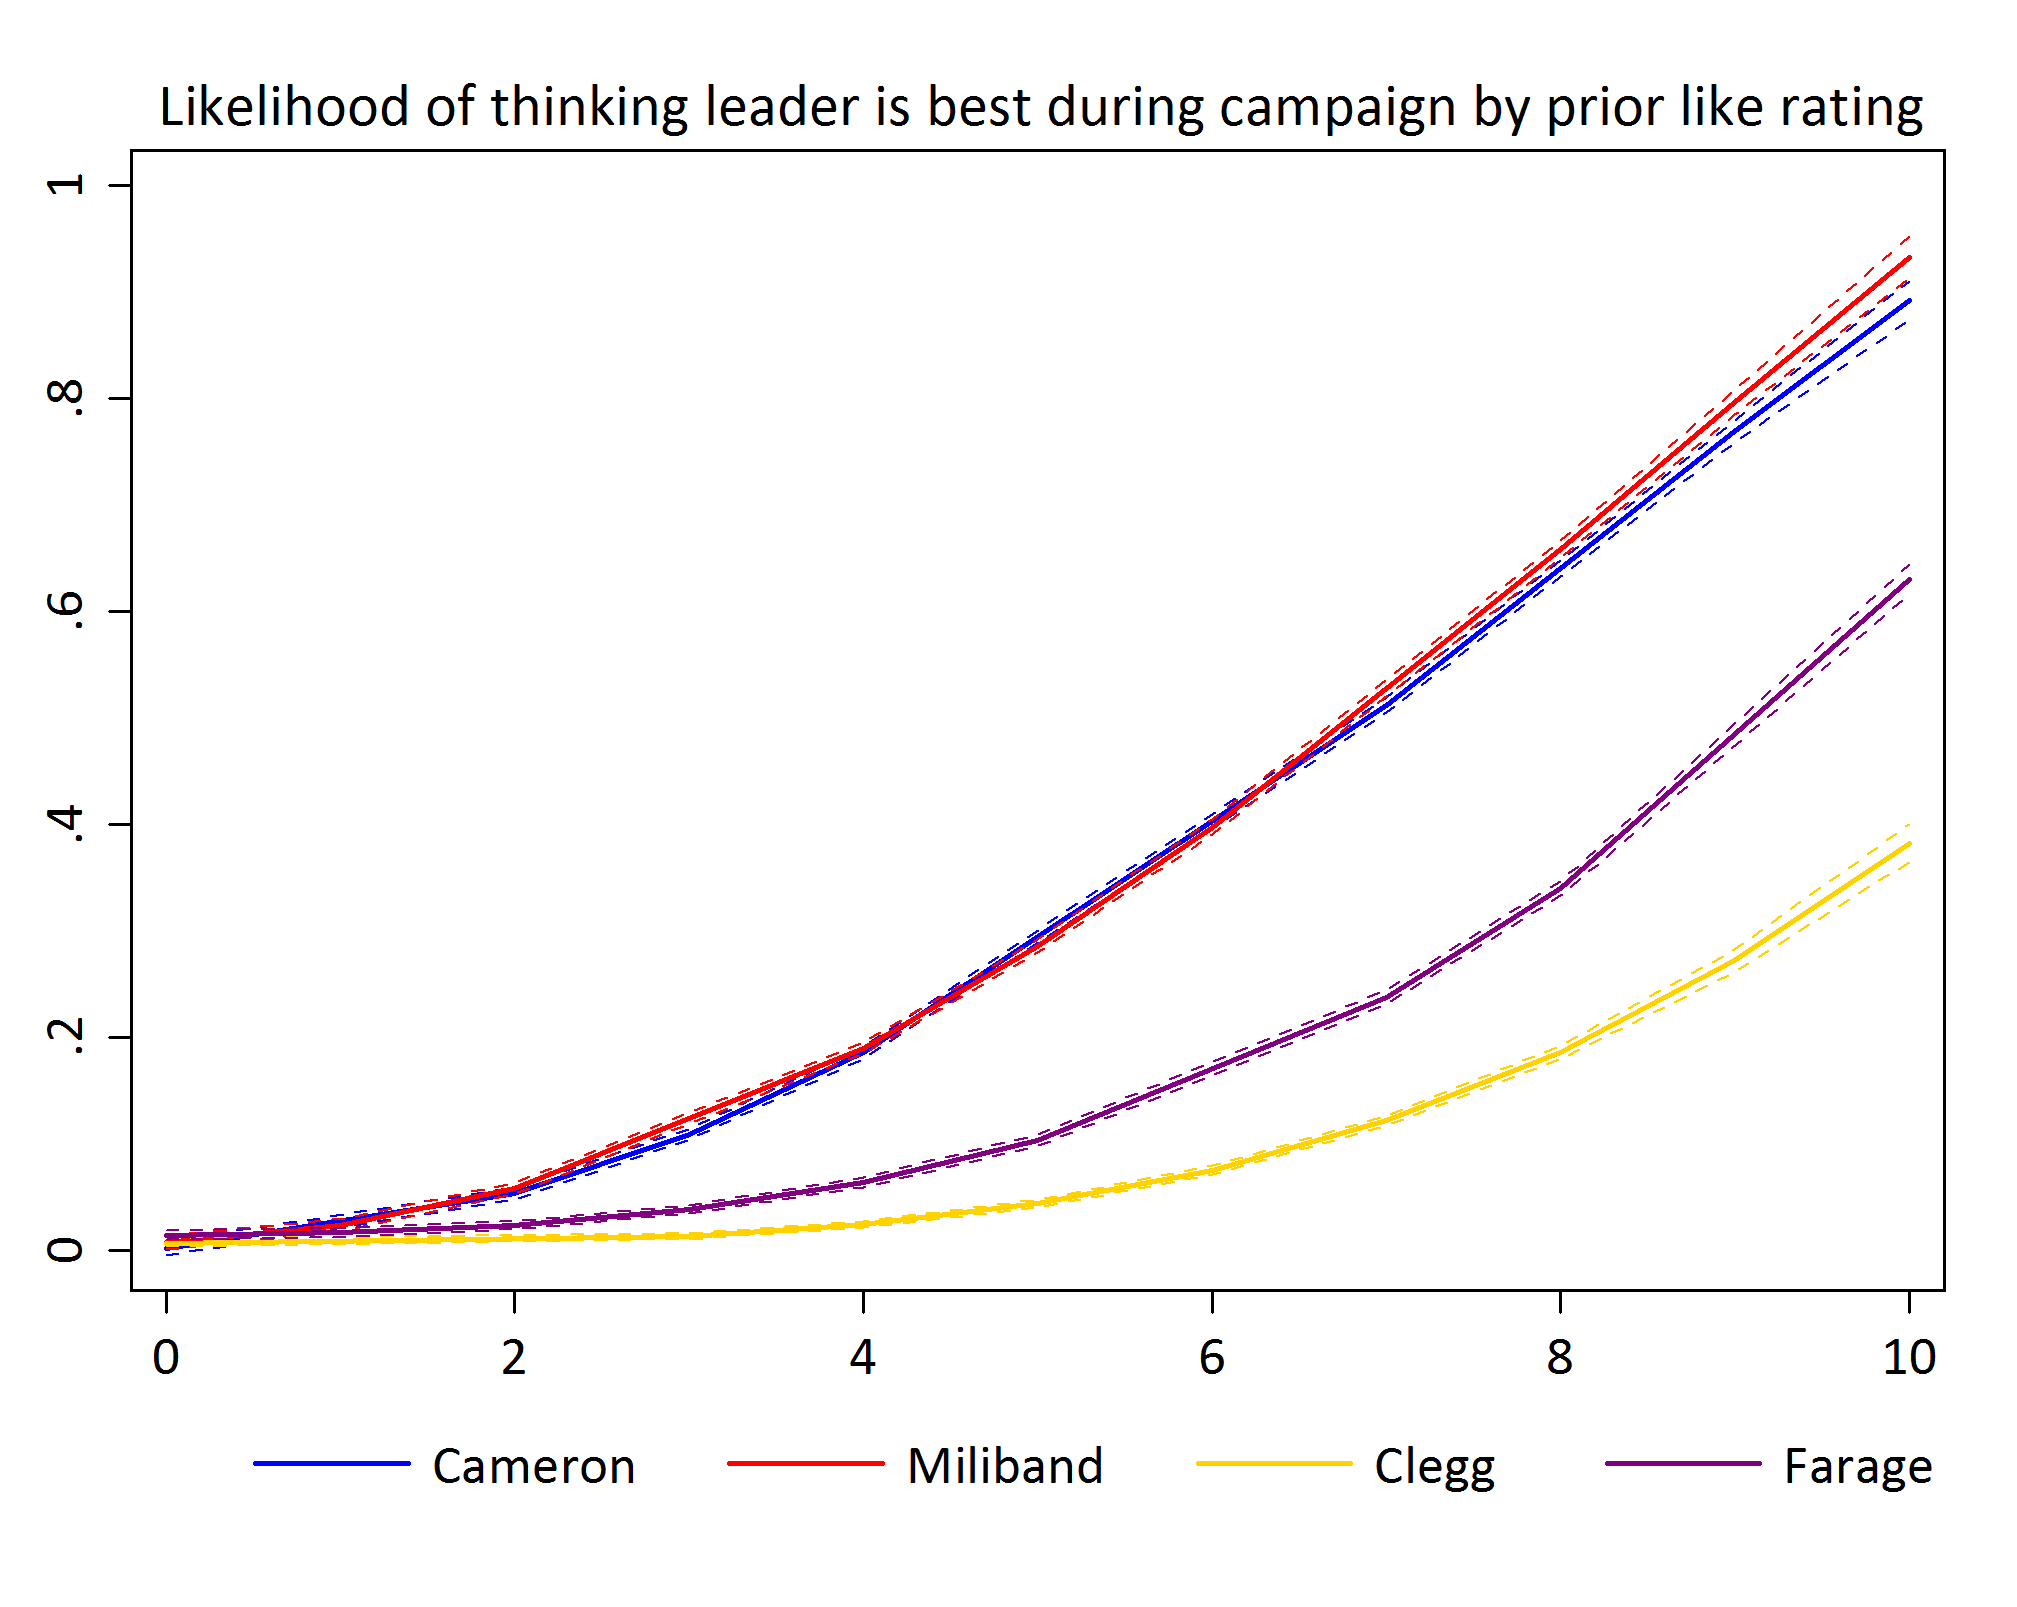 Likelihood of thinking leader is best during campaign by prior like rating
1
.8
.6
.4
.2
0
0 2 4 6 8 10
Cameron Miliband Clegg Farage